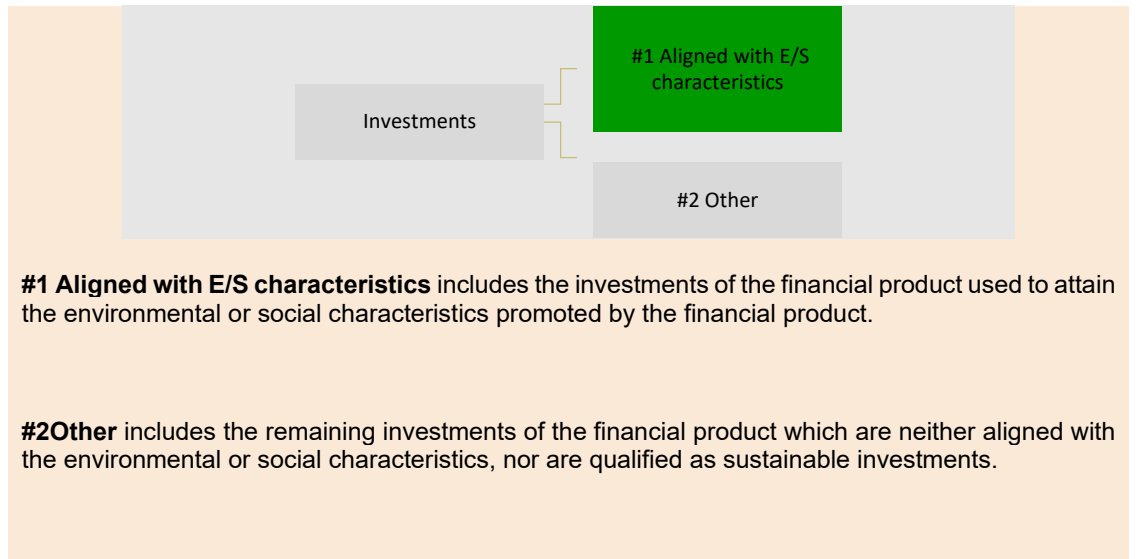 #1 Aligned with E/S
characteristics
Investments
#2 Other
#1 Aligned with E/S characteristics includes the investments of the financial product used to attain
the environmental or social characteristics promoted by the financial product.
#2Other includes the remaining investments of the financial product which are neither aligned with
the environmental or social characteristics, nor are qualified as sustainable investments.